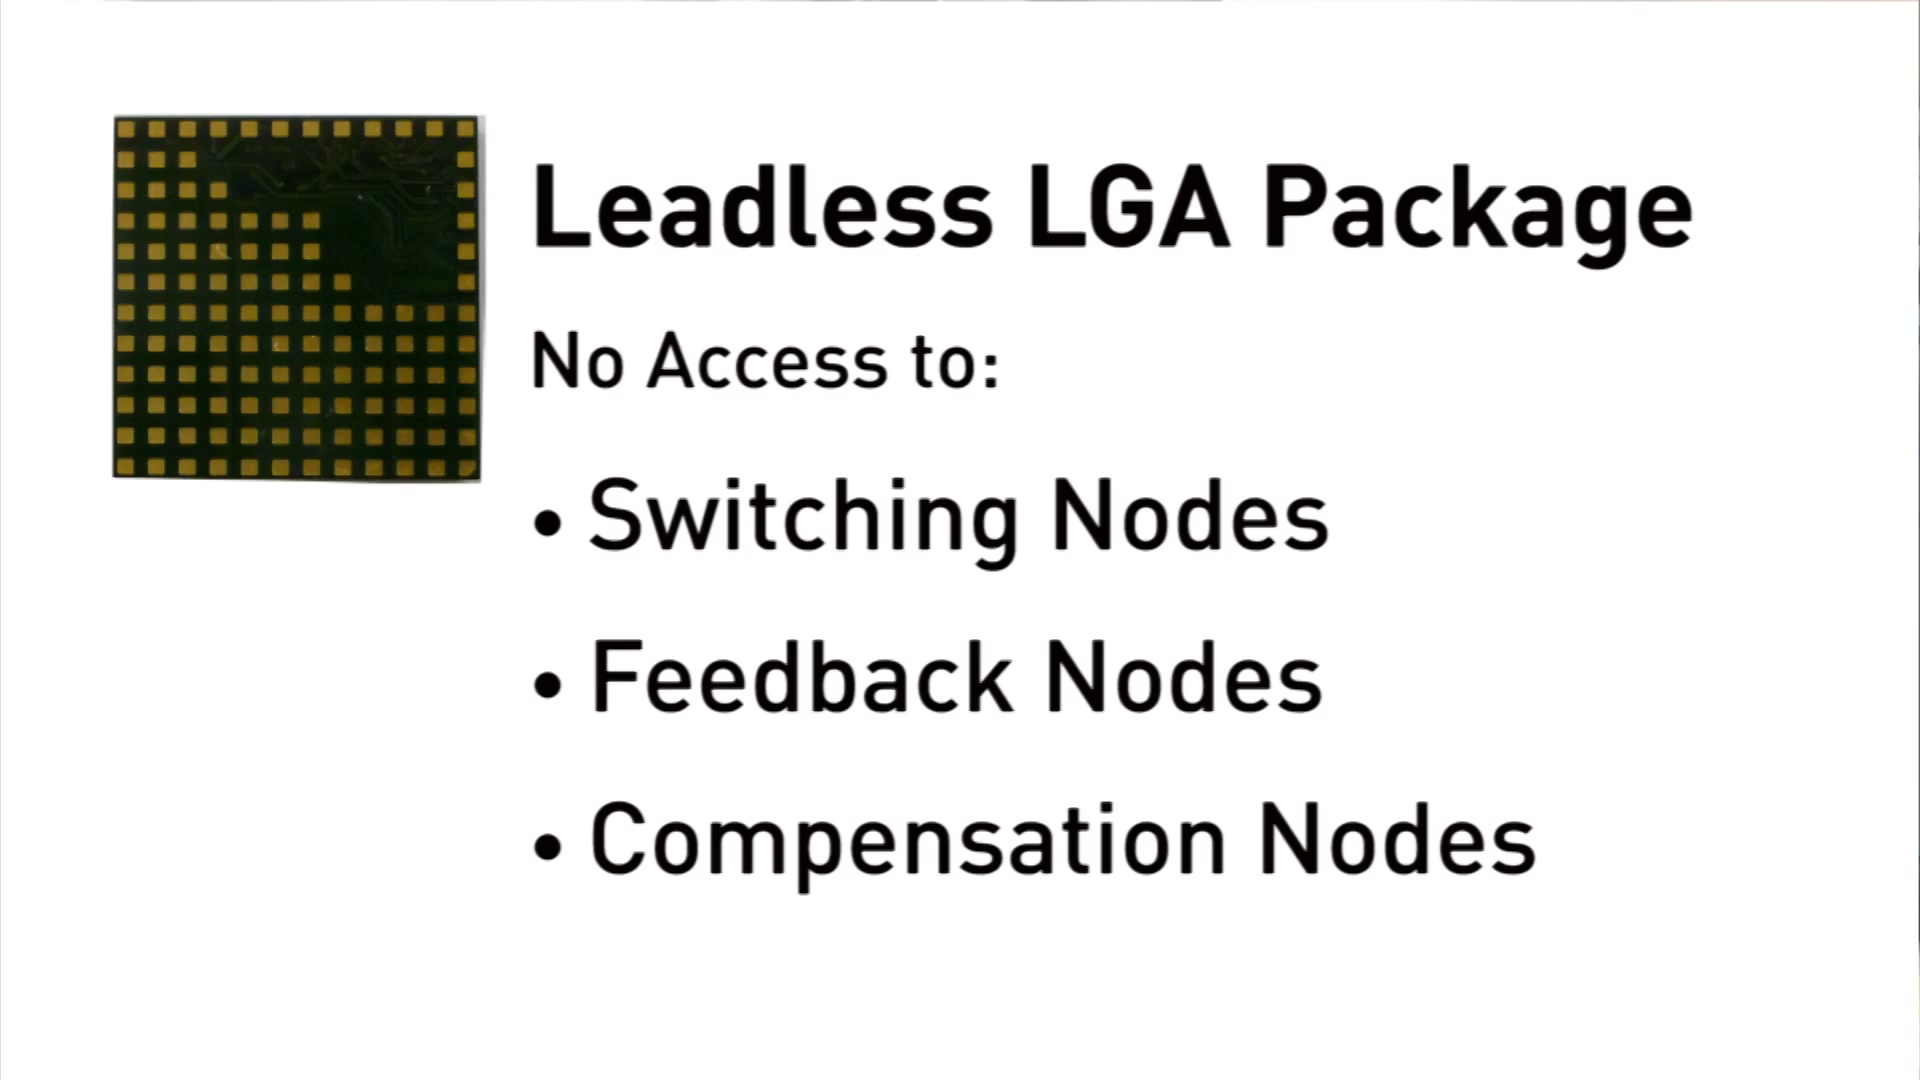 Leadless LGA Package
No Access to:
• Switching Nodes
• Feedback Nodes
• Compensation Nodes